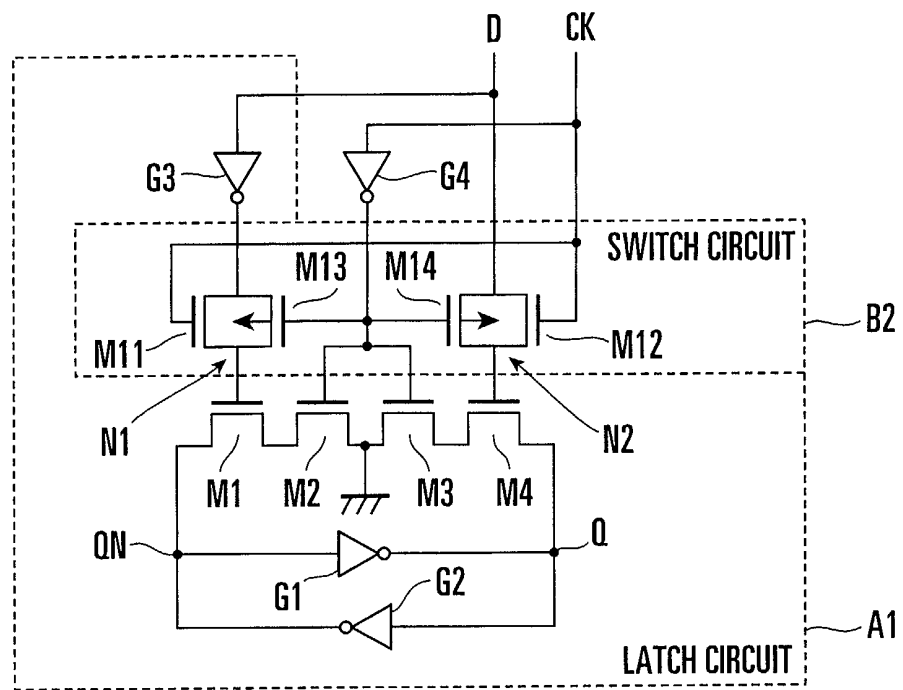 D CK
G3 G4
SWITCH CIRCUIT
M13 M14
B2
M11 M12
N1 N2
M1 M2 M3 M4
QN Q
G1 G2
A1
LATCH CIRCUIT